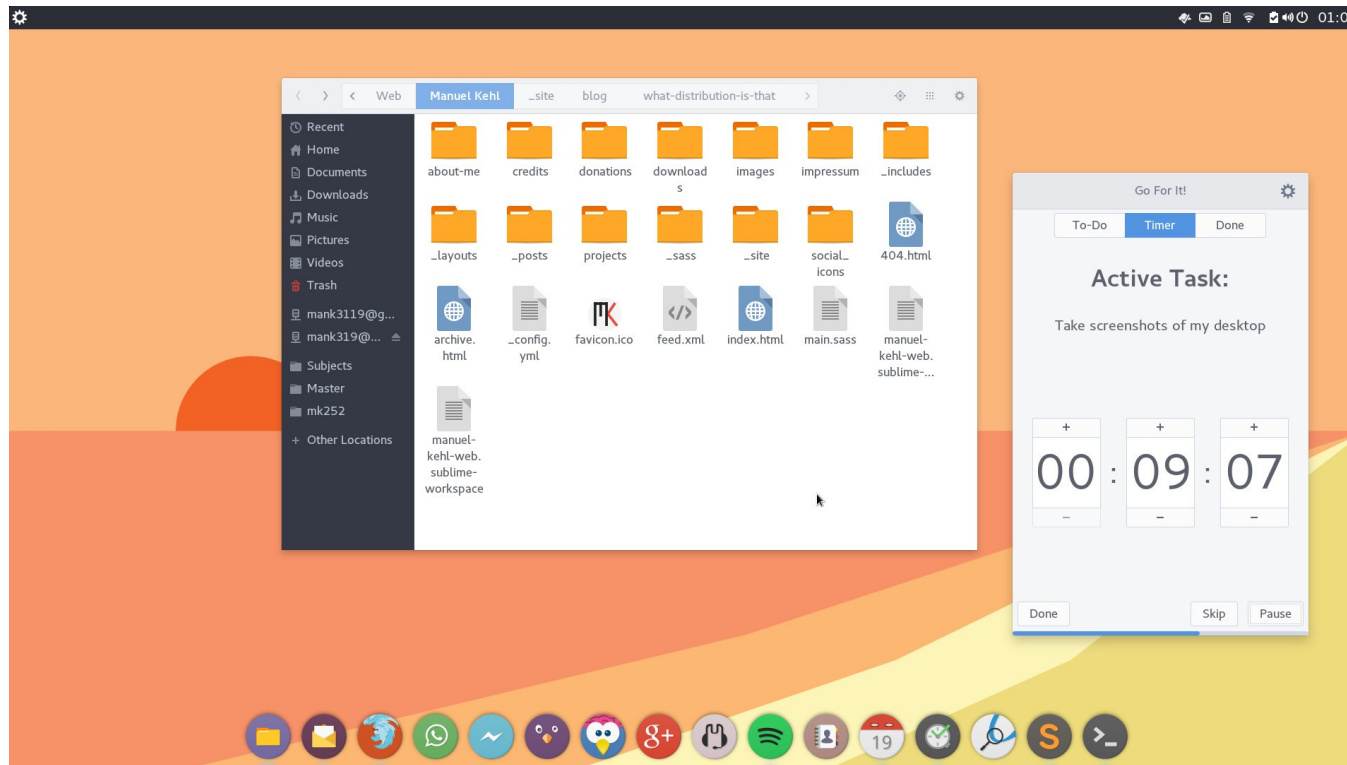 01:0
Web Manuel Kehl _site blog what-distribution-is-that
Recent
Home
Documents
Downloads
Music
Pictures
Videos
Trash
mank3119@g...
mank319@...
Subjects
Master
mk252
+ Other Locations
about-me credits donations download images impressum _includes
s
_layouts _posts projects _sass _site social_ 404.html
icons
archive. _config. favicon.ico feed.xml index.html main.sass manuel-
html yml kehl-web.
sublime-...
manuel-
kehl-web.
sublime-
workspace
Go For It!
To-Do Timer Done
Active Task:
Take screenshots of my desktop
+ + +
00 : 09 : 07
− − −
Done Skip Pause
8+ 19 S >_